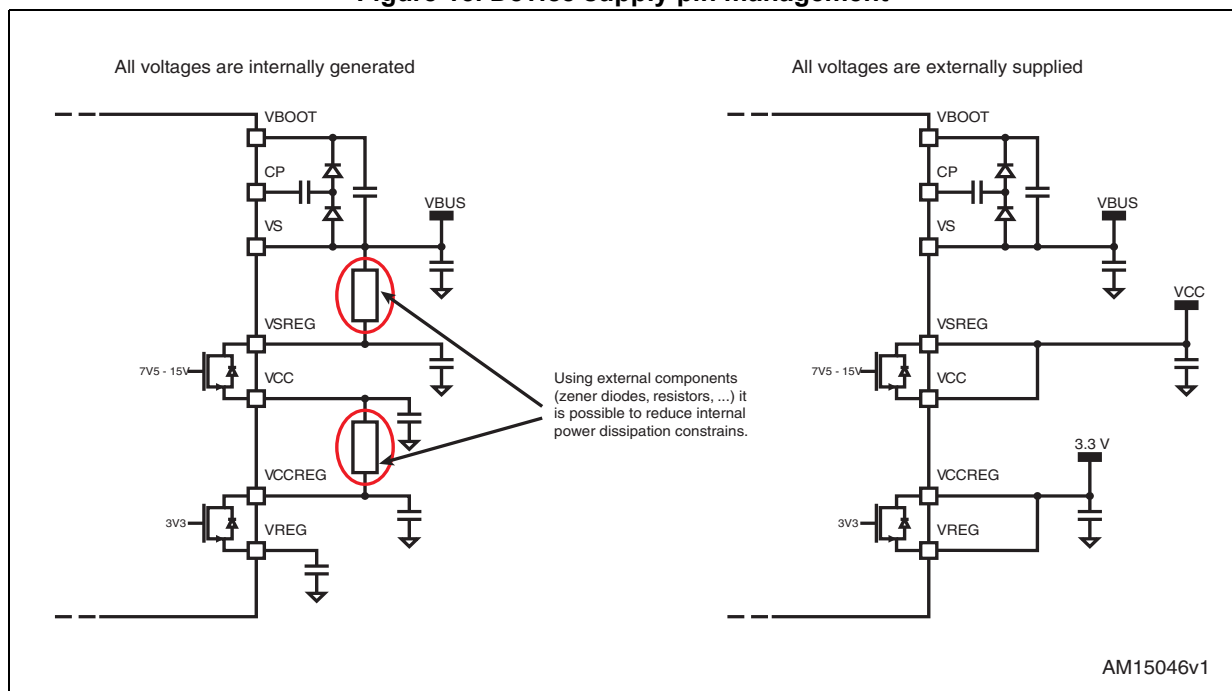 All voltages are internally generated
VBOOT
CP
VS
VBUS
VSREG
7V5 - 15V
VCC
VCCREG
3V3
VREG
Using external components
(zener diodes, resistors, ...) it
is possible to reduce internal
power dissipation constrains.
All voltages are externally supplied
VBOOT
CP
VS
VBUS
VCC
VSREG
7V5 - 15V
VCC
3.3 V
VCCREG
3V3
VREG
AM15046v1